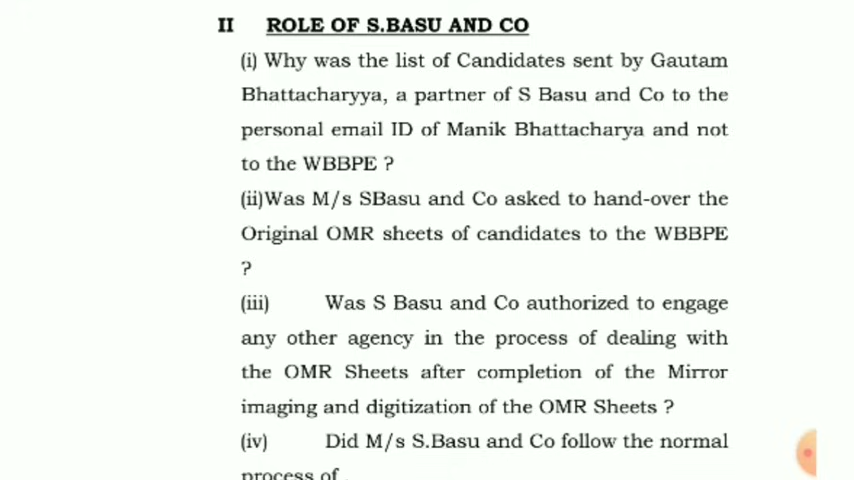 II ROLE OF S.BASU AND CO
(i) Why was the list of Candidates sent by Gautam
Bhattacharyya, a partner of S Basu and Co to the
personal email ID of Manik Bhattacharya and not
to the WBBPE ?
(ii)Was M/s SBasu and Co asked to hand-over the
Original OMR sheets of candidates to the WBBPE
?
(iii) Was S Basu and Co authorized to engage
any other agency in the process of dealing with
the OMR Sheets after completion of the Mirror
imaging and digitization of the OMR Sheets ?
(iv) Did M/s S.Basu and Co follow the normal
process of .